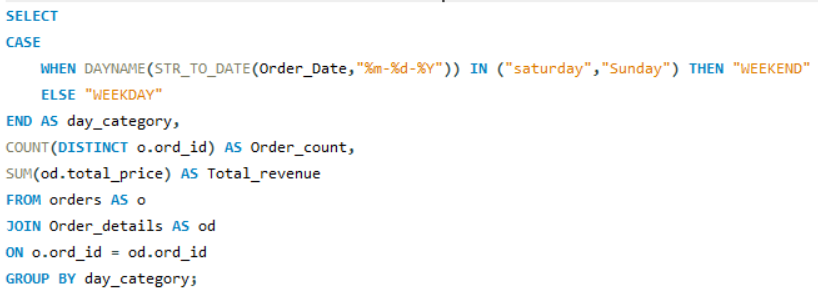 SELECT
CASE
WHEN DAYNAME(STR_TO_DATE(Order_Date,"%m-%d-%Y")) IN ("saturday","Sunday") THEN "WEEKEND"
ELSE "WEEKDAY"
END AS day_category,
COUNT(DISTINCT o.ord_id) AS Order_count,
SUM(od.total_price) AS Total_revenue
FROM orders AS o
JOIN Order_details AS od
ON o.ord_id = od.ord_id
GROUP BY day_category;